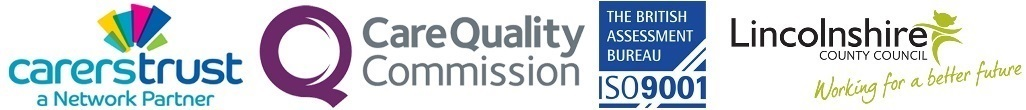 carerstrust
a Network Partner
CareQuality
Commission
THE BRITISH
ASSESSMENT
BUREAU
ISO9001
Lincolnshire
COUNTY COUNCIL
Working for a better future